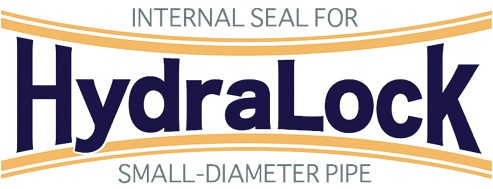 INTERNAL SEAL FOR
HydraLock
SMALL-DIAMETER PIPE